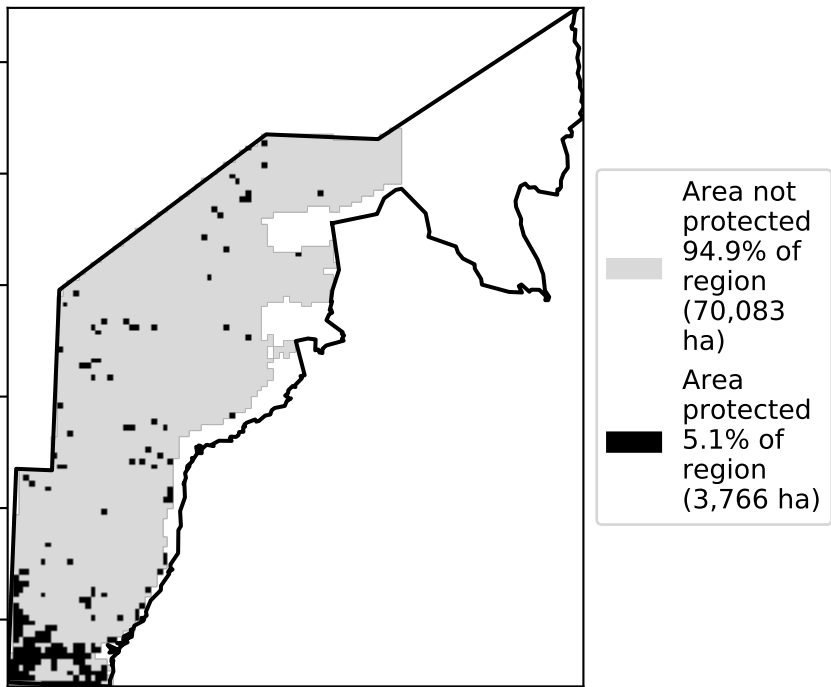 Area not
protected
94.9% of
region
(70,083
ha)
Area
protected
5.1% of
region
(3,766 ha)